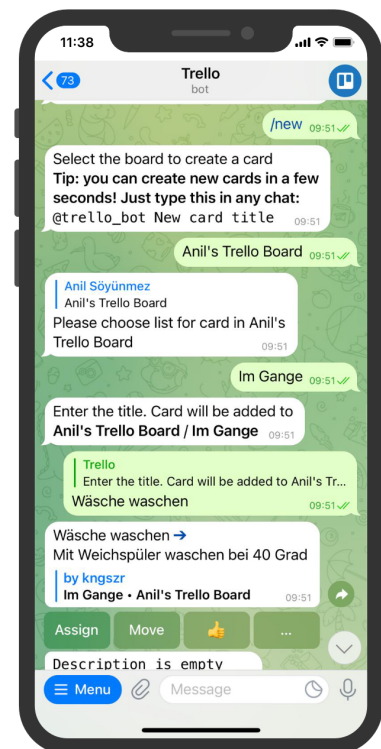 11:38
73
Trello
bot
/new 09:51
Select the board to create a card
Tip: you can create new cards in a few
seconds! Just type this in any chat:
@trello_bot New card title 09:51
Anil's Trello Board 09:51
Anil Söyünmez
Anil's Trello Board
Please choose list for card in Anil's
Trello Board 09:51
Im Gange 09:51
Enter the title. Card will be added to
Anil's Trello Board / Im Gange 09:51
Trello
Enter the title. Card will be added to Anil's Tr...
Wäsche waschen 09:51
Wäsche waschen →
Mit Weichspüler waschen bei 40 Grad
by kngszr
Im Gange • Anil's Trello Board 09:51
Assign Move 👍 ...
Description is empty
Menu Message